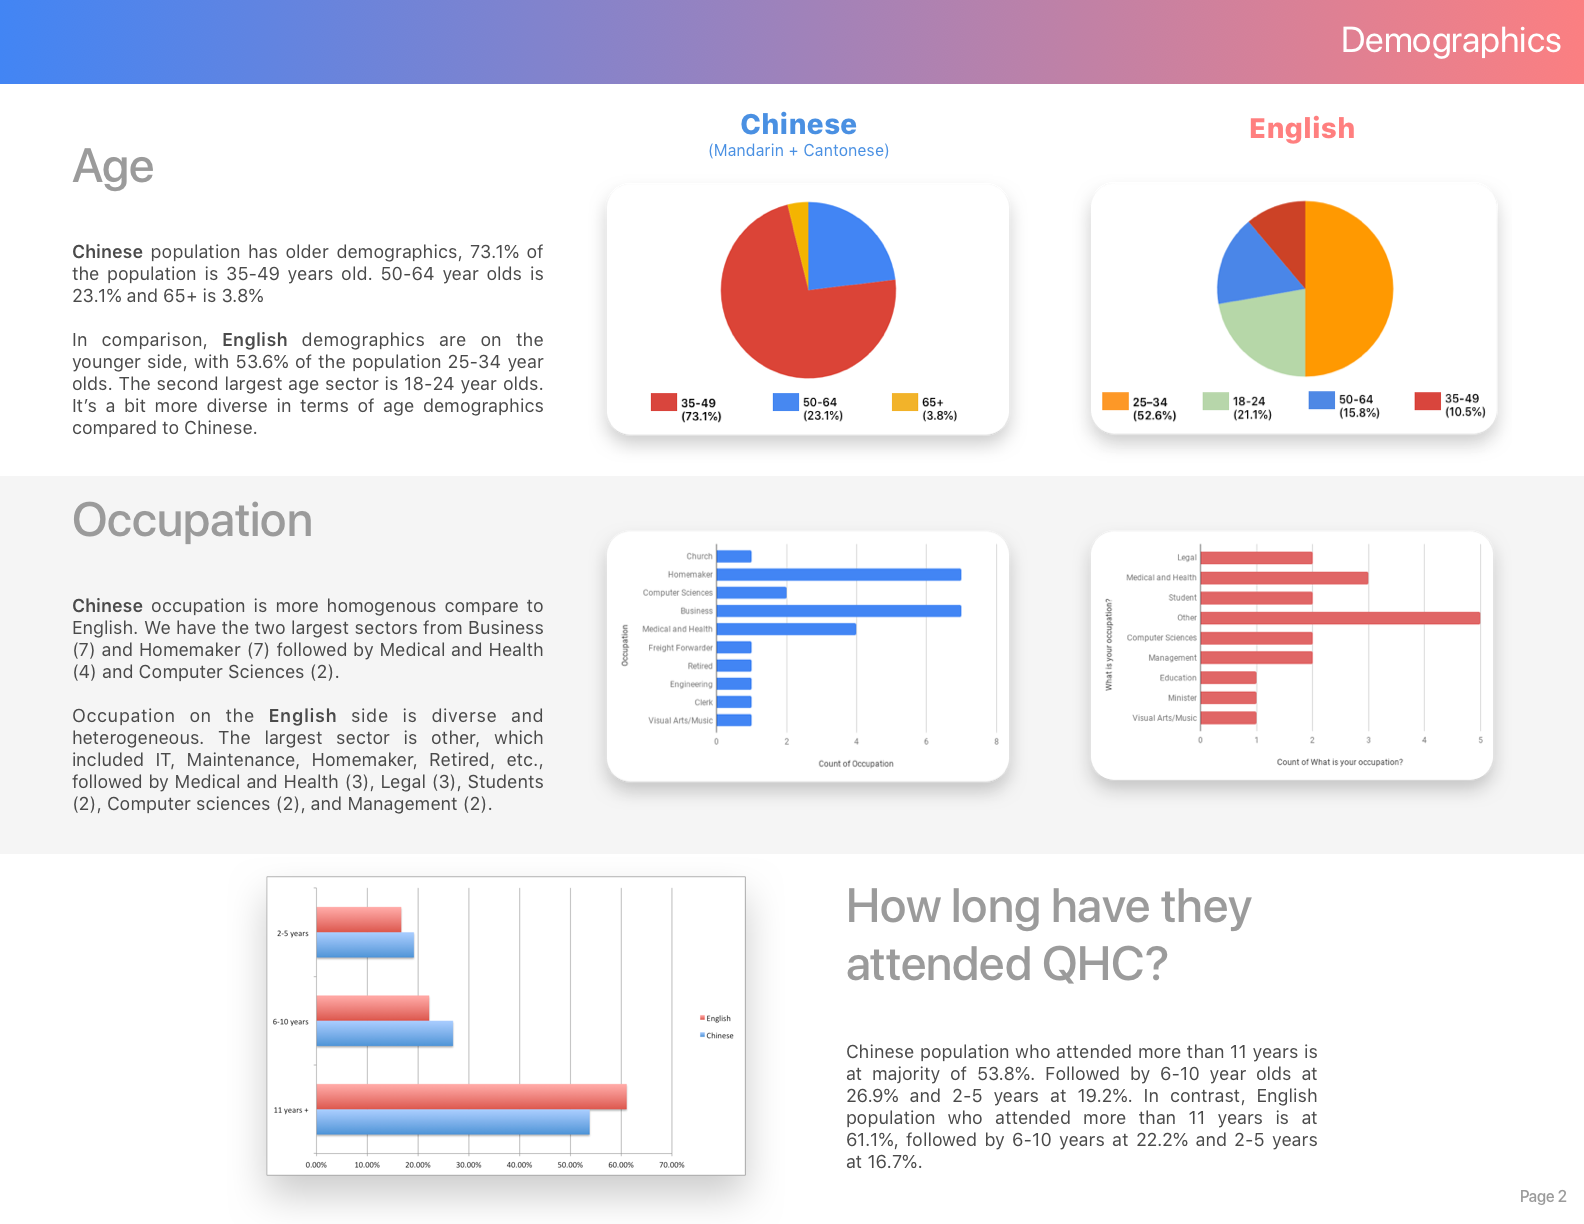 Demographics
Chinese
(Mandarin + Cantonese)
English
Age
Chinese population has older demographics, 73.1% of
the population is 35-49 years old. 50-64 year olds is
23.1% and 65+ is 3.8%
In comparison, English demographics are on the
younger side, with 53.6% of the population 25-34 year
olds. The second largest age sector is 18-24 year olds.
It's a bit more diverse in terms of age demographics
compared to Chinese.
35-49
(73.1%)
50-64
(23.1%)
65+
(3.8%)
25–34
(52.6%)
18-24
(21.1%)
50-64
(15.8%)
35-49
(10.5%)
Occupation
Chinese occupation is more homogenous compare to
English. We have the two largest sectors from Business
(7) and Homemaker (7) followed by Medical and Health
(4) and Computer Sciences (2).
Occupation on the English side is diverse and
heterogeneous. The largest sector is other, which
included IT, Maintenance, Homemaker, Retired, etc.,
followed by Medical and Health (3), Legal (3), Students
(2), Computer sciences (2), and Management (2).
Occupation
Church
Homemaker
Computer Sciences
Business
Medical and Health
Freight Forwarder
Retired
Engineering
Clerk
Visual Arts/Music
0 2 4 6 8
Count of Occupation
What is your occupation?
Legal
Medical and Health
Student
Other
Computer Sciences
Management
Education
Minister
Visual Arts/Music
0 1 2 3 4 5
Count of What is your occupation?
2-5 years
6-10 years
11 years +
0.00% 10.00% 20.00% 30.00% 40.00% 50.00% 60.00% 70.00%
English
Chinese
How long have they
attended QHC?
Chinese population who attended more than 11 years is
at majority of 53.8%. Followed by 6-10 year olds at
26.9% and 2-5 years at 19.2%. In contrast, English
population who attended more than 11 years is at
61.1%, followed by 6-10 years at 22.2% and 2-5 years
at 16.7%.
Page 2